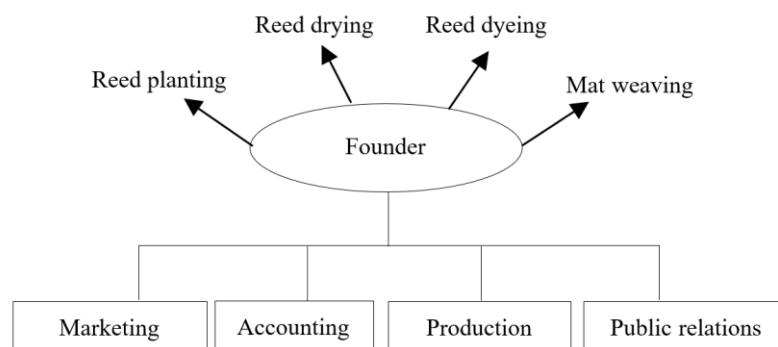 Reed drying
Reed dyeing
Reed planting
Mat weaving
Founder
Marketing
Accounting
Production
Public relations